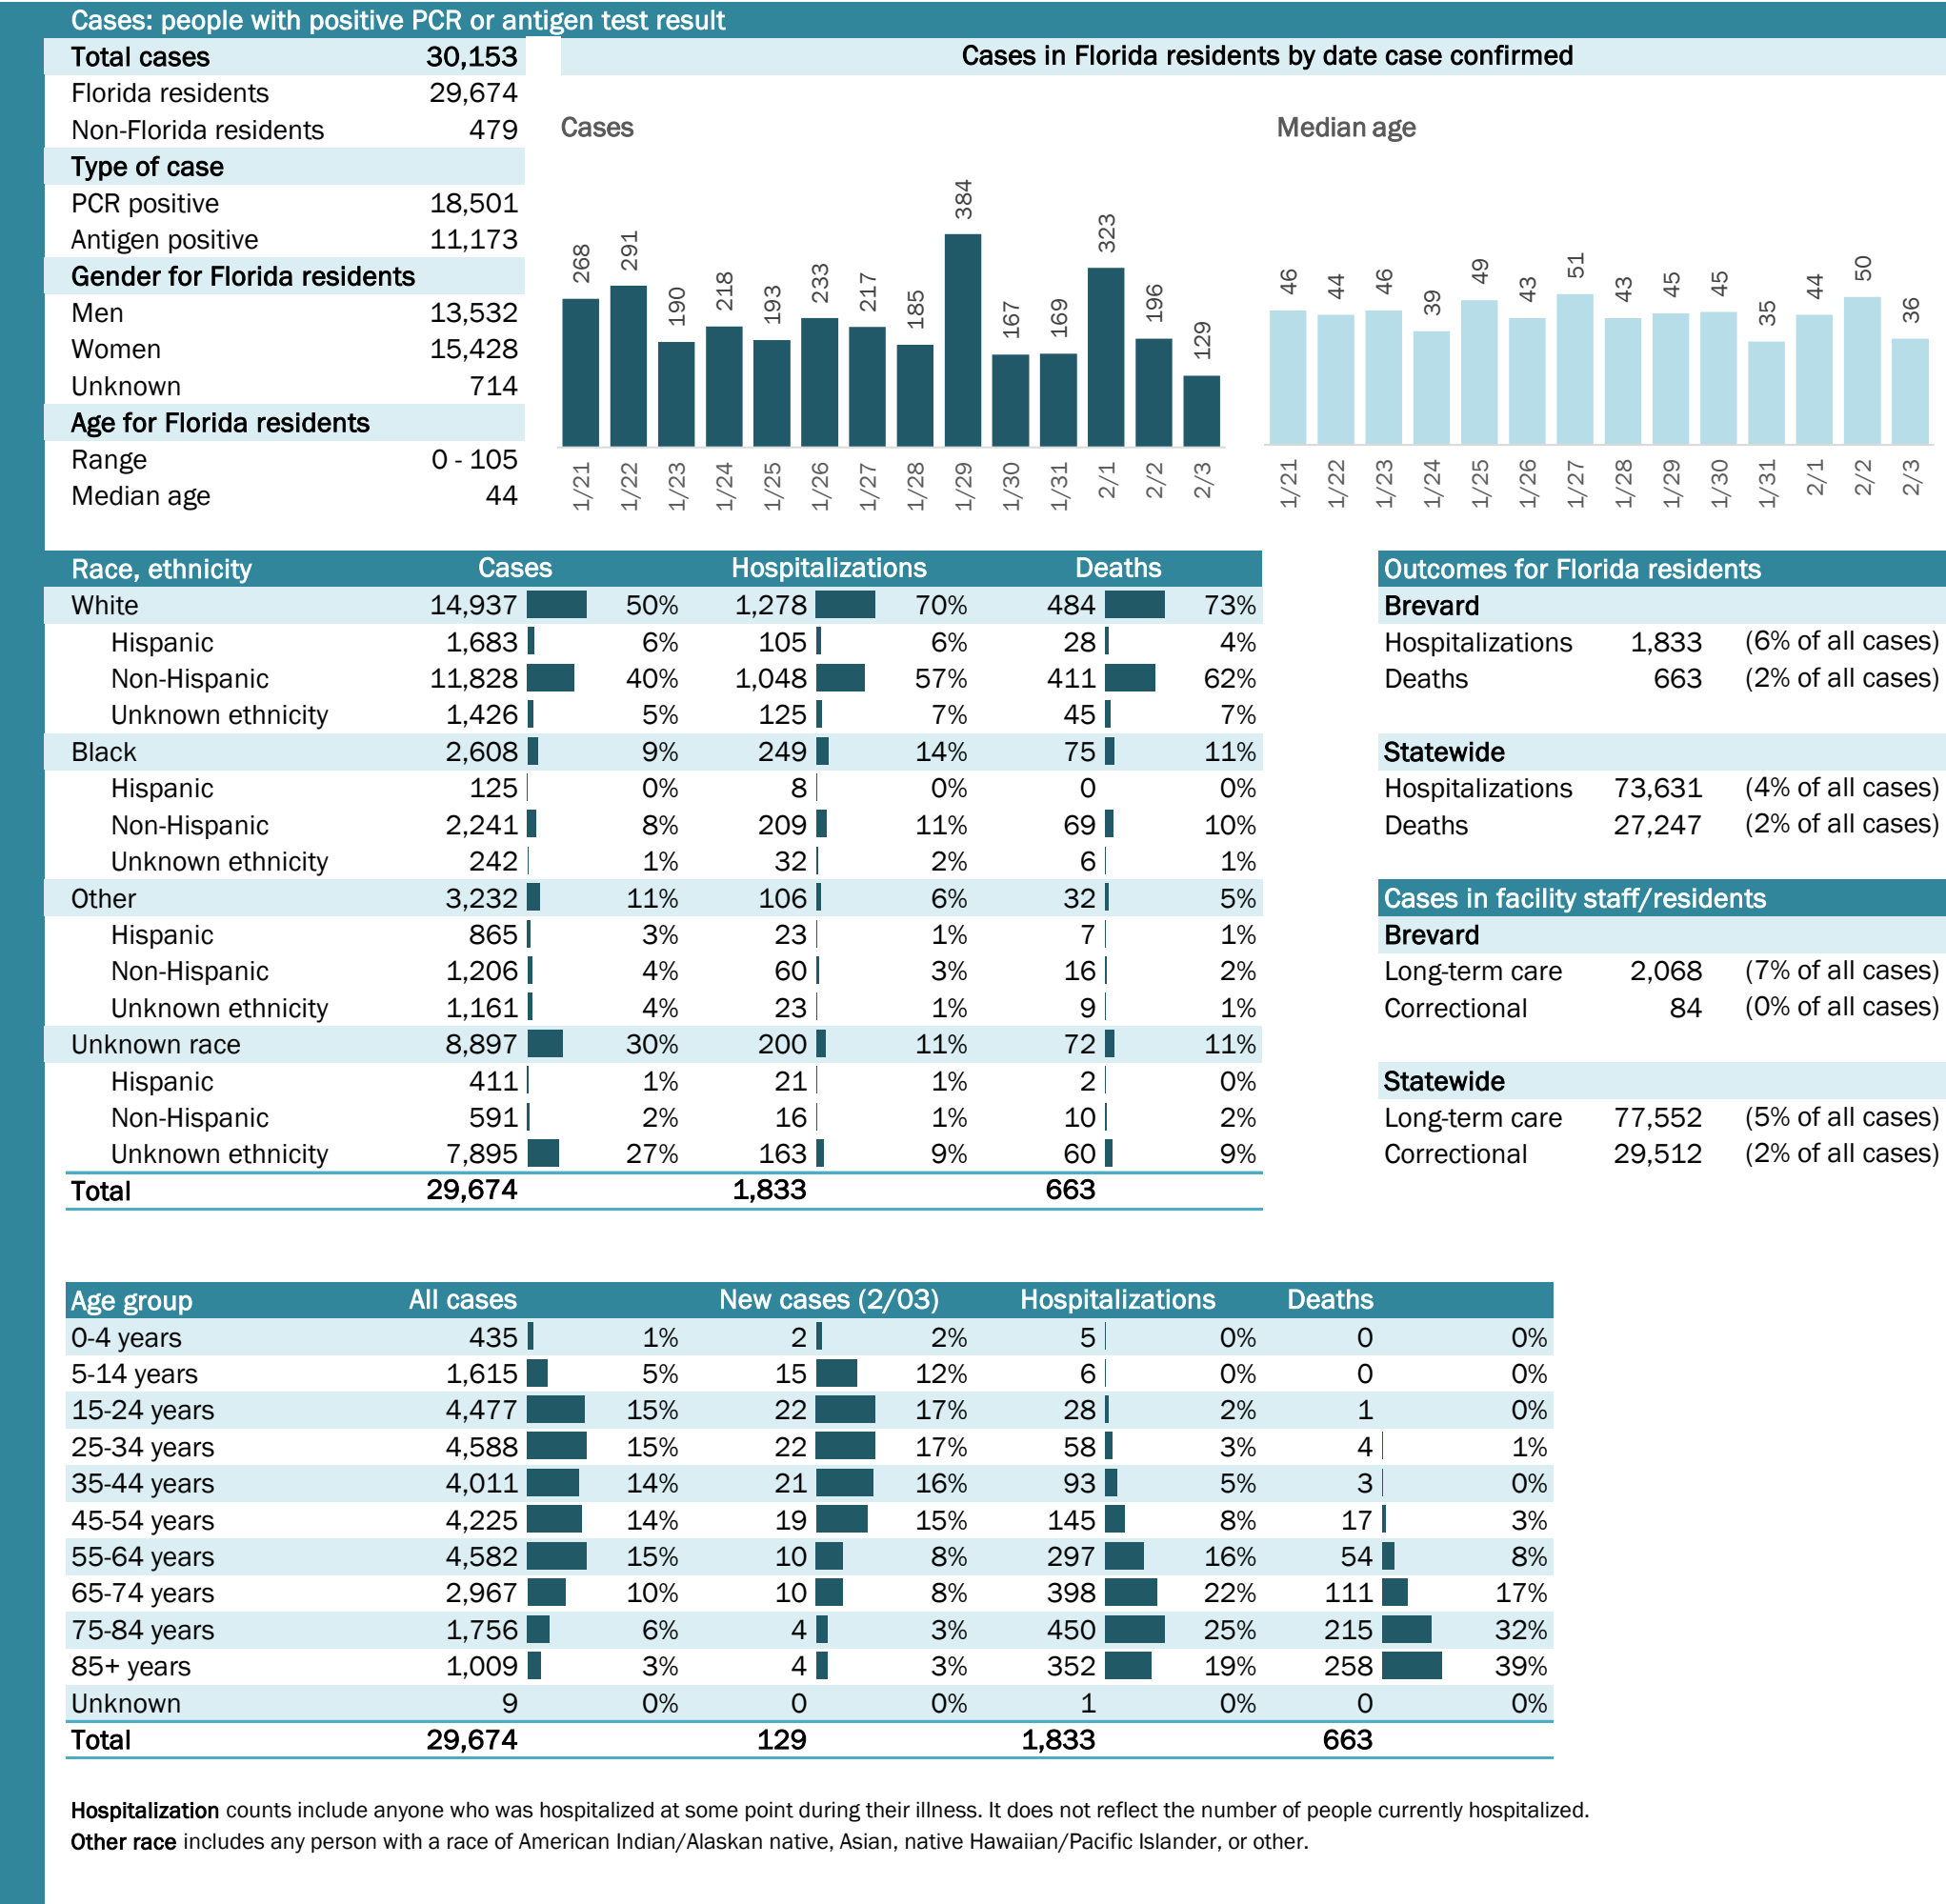 Cases: people with positive PCR or antigen test result
Total cases 30,153
Florida residents 29,674
Non-Florida residents 479
Type of case
PCR positive 18,501
Antigen positive 11,173
Gender for Florida residents
Men 13,532
Women 15,428
Unknown 714
Age for Florida residents
Range 0 - 105
Median age 44
Cases in Florida residents by date case confirmed
Cases
268 291 190 218 193 233 217 185 384 167 169 323 196 129
1/21 1/22 1/23 1/24 1/25 1/26 1/27 1/28 1/29 1/30 1/31 2/1 2/2 2/3
Median age
46 44 46 39 49 43 51 43 45 45 35 44 50 36
1/21 1/22 1/23 1/24 1/25 1/26 1/27 1/28 1/29 1/30 1/31 2/1 2/2 2/3
Race, ethnicity Cases Hospitalizations Deaths
White 14,937 50% 1,278 70% 484 73%
Hispanic 1,683 6% 105 6% 28 4%
Non-Hispanic 11,828 40% 1,048 57% 411 62%
Unknown ethnicity 1,426 5% 125 7% 45 7%
Black 2,608 9% 249 14% 75 11%
Hispanic 125 0% 8 0% 0 0%
Non-Hispanic 2,241 8% 209 11% 69 10%
Unknown ethnicity 242 1% 32 2% 6 1%
Other 3,232 11% 106 6% 32 5%
Hispanic 865 3% 23 1% 7 1%
Non-Hispanic 1,206 4% 60 3% 16 2%
Unknown ethnicity 1,161 4% 23 1% 9 1%
Unknown race 8,897 30% 200 11% 72 11%
Hispanic 411 1% 21 1% 2 0%
Non-Hispanic 591 2% 16 1% 10 2%
Unknown ethnicity 7,895 27% 163 9% 60 9%
Total 29,674 1,833 663
Outcomes for Florida residents
Brevard
Hospitalizations 1,833 (6% of all cases)
Deaths 663 (2% of all cases)
Statewide
Hospitalizations 73,631 (4% of all cases)
Deaths 27,247 (2% of all cases)
Cases in facility staff/residents
Brevard
Long-term care 2,068 (7% of all cases)
Correctional 84 (0% of all cases)
Statewide
Long-term care 77,552 (5% of all cases)
Correctional 29,512 (2% of all cases)
Age group All cases New cases (2/03) Hospitalizations Deaths
0-4 years 435 1% 2 2% 5 0% 0 0%
5-14 years 1,615 5% 15 12% 6 0% 0 0%
15-24 years 4,477 15% 22 17% 28 2% 1 0%
25-34 years 4,588 15% 22 17% 58 3% 4 1%
35-44 years 4,011 14% 21 16% 93 5% 3 0%
45-54 years 4,225 14% 19 15% 145 8% 17 3%
55-64 years 4,582 15% 10 8% 297 16% 54 8%
65-74 years 2,967 10% 10 8% 398 22% 111 17%
75-84 years 1,756 6% 4 3% 450 25% 215 32%
85+ years 1,009 3% 4 3% 352 19% 258 39%
Unknown 9 0% 0 0% 1 0% 0 0%
Total 29,674 129 1,833 663
Hospitalization counts include anyone who was hospitalized at some point during their illness. It does not reflect the number of people currently hospitalized.
Other race includes any person with a race of American Indian/Alaskan native, Asian, native Hawaiian/Pacific Islander, or other.